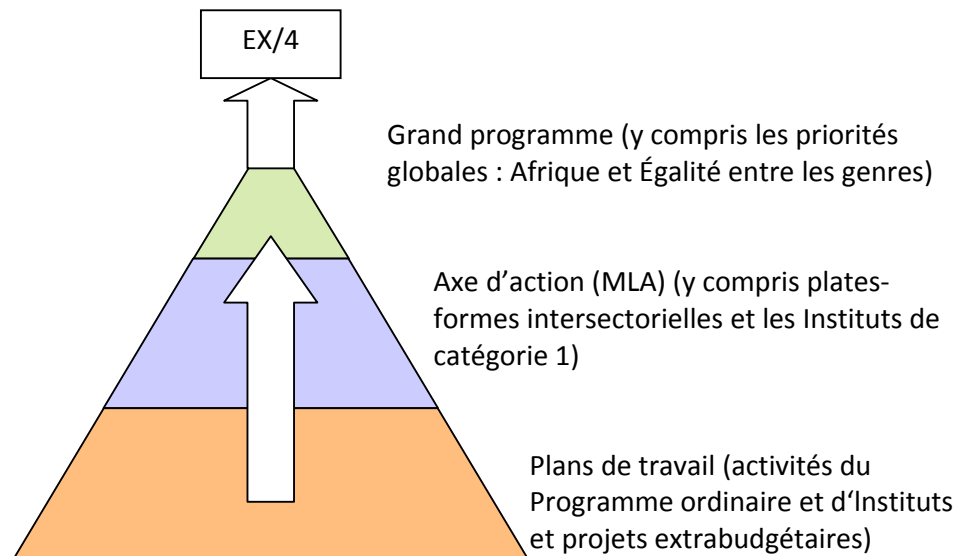 EX/4
Grand programme (y compris les priorités
globales : Afrique et Égalité entre les genres)
Axe d’action (MLA) (y compris plates-
formes intersectorielles et les Instituts de
catégorie 1)
Plans de travail (activités du
Programme ordinaire et d‘Instituts
et projets extrabudgétaires)